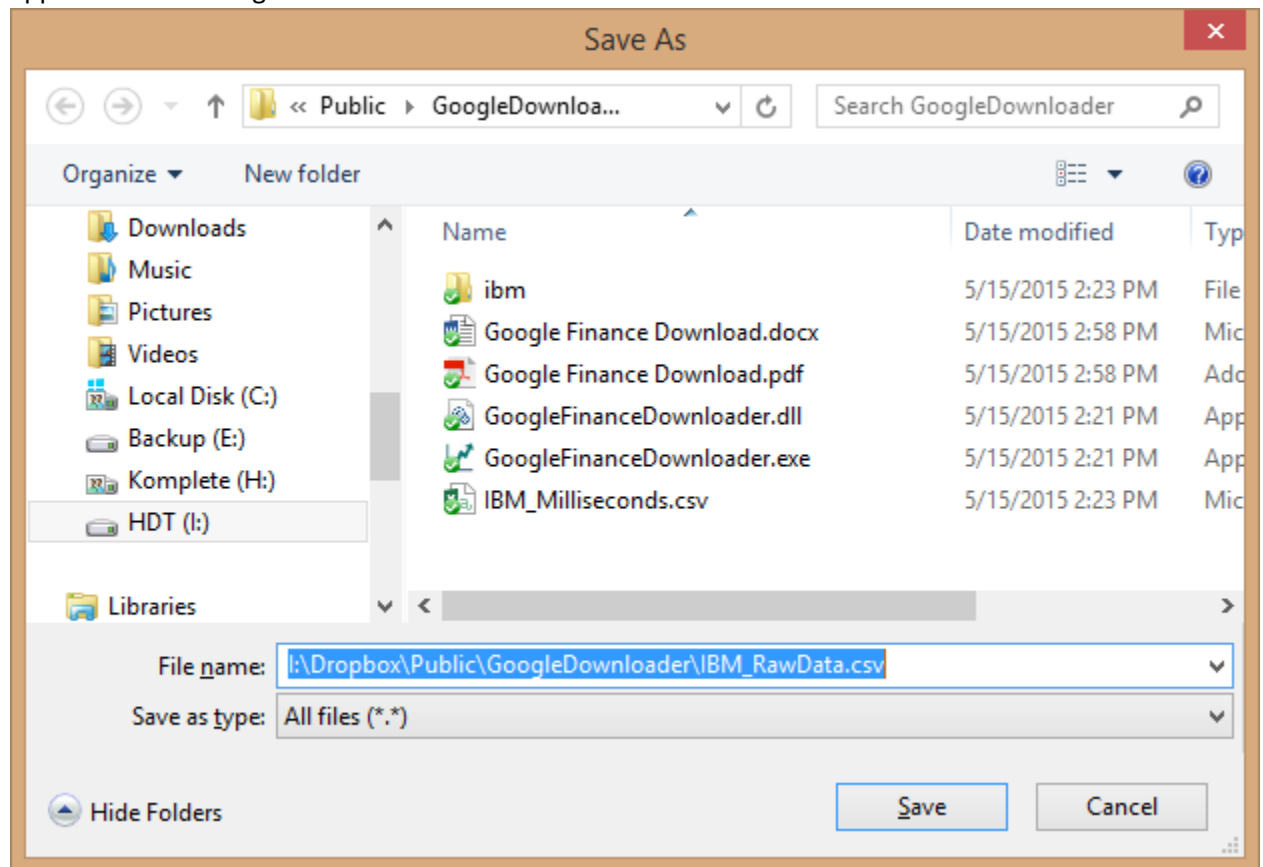 Save As
« Public GoogleDownloa... Search GoogleDownloader
Organize New folder
Downloads
Music
Pictures
Videos
Local Disk (C:)
Backup (E:)
Komplete (H:)
HDT (I:)
Libraries
Name Date modified Typ
ibm 5/15/2015 2:23 PM File
Google Finance Download.docx 5/15/2015 2:58 PM Mic
Google Finance Download.pdf 5/15/2015 2:58 PM Add
GoogleFinanceDownloader.dll 5/15/2015 2:21 PM App
GoogleFinanceDownloader.exe 5/15/2015 2:21 PM App
IBM_Milliseconds.csv 5/15/2015 2:23 PM Mic
File name: I:\Dropbox\Public\GoogleDownloader\IBM_RawData.csv
Save as type: All files (*.*)
Hide Folders Save Cancel